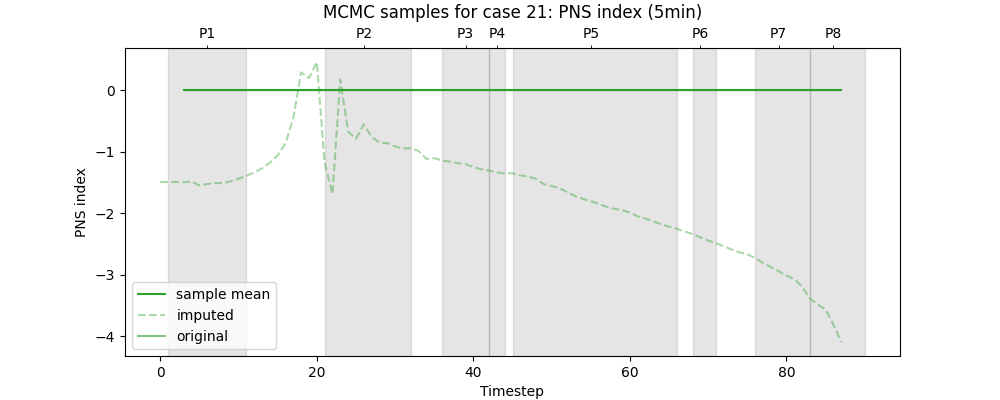 MCMC samples for case 21: PNS index (5min)
P1 P2 P3 P4 P5 P6 P7 P8
PNS index
0
−1
−2
−3
−4
sample mean
imputed
original
0 20 40 60 80
Timestep